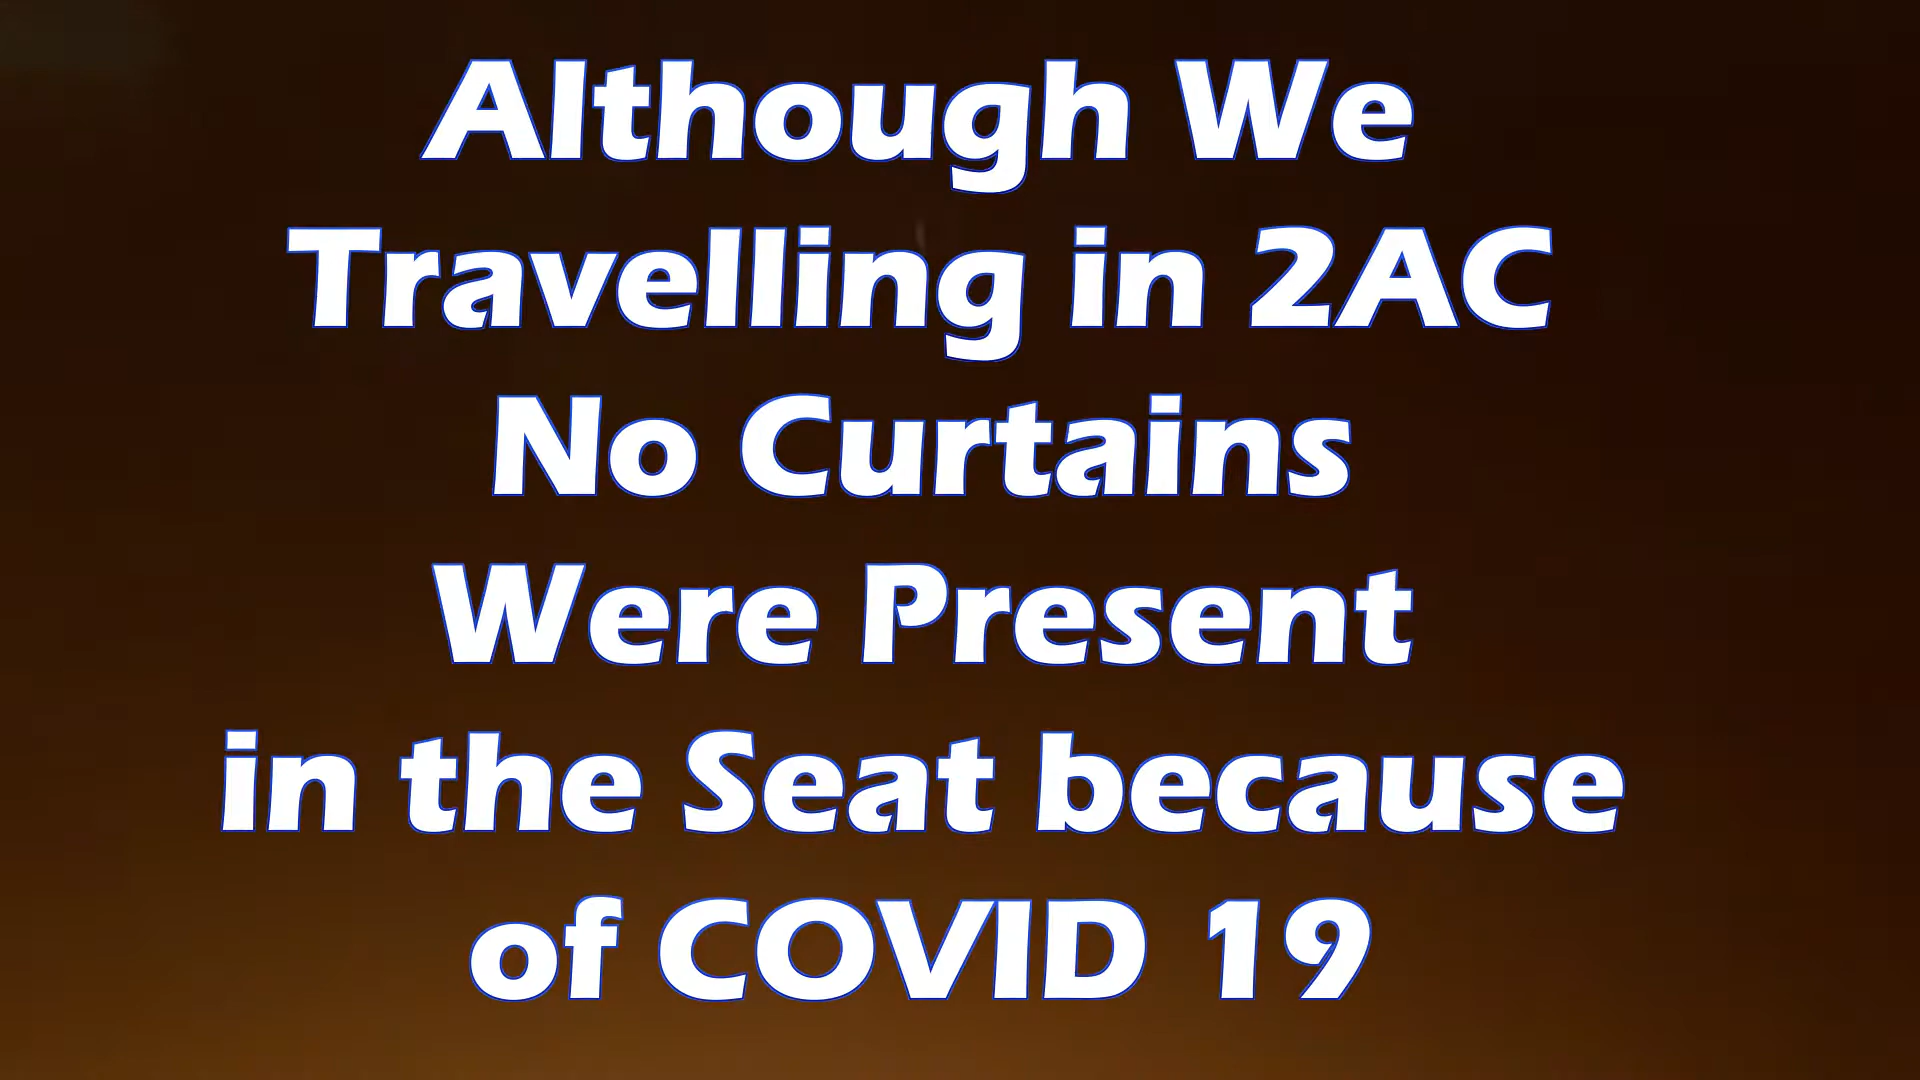 Although We
Travelling in 2AC
No Curtains
Were Present
in the Seat because
of COVID 19